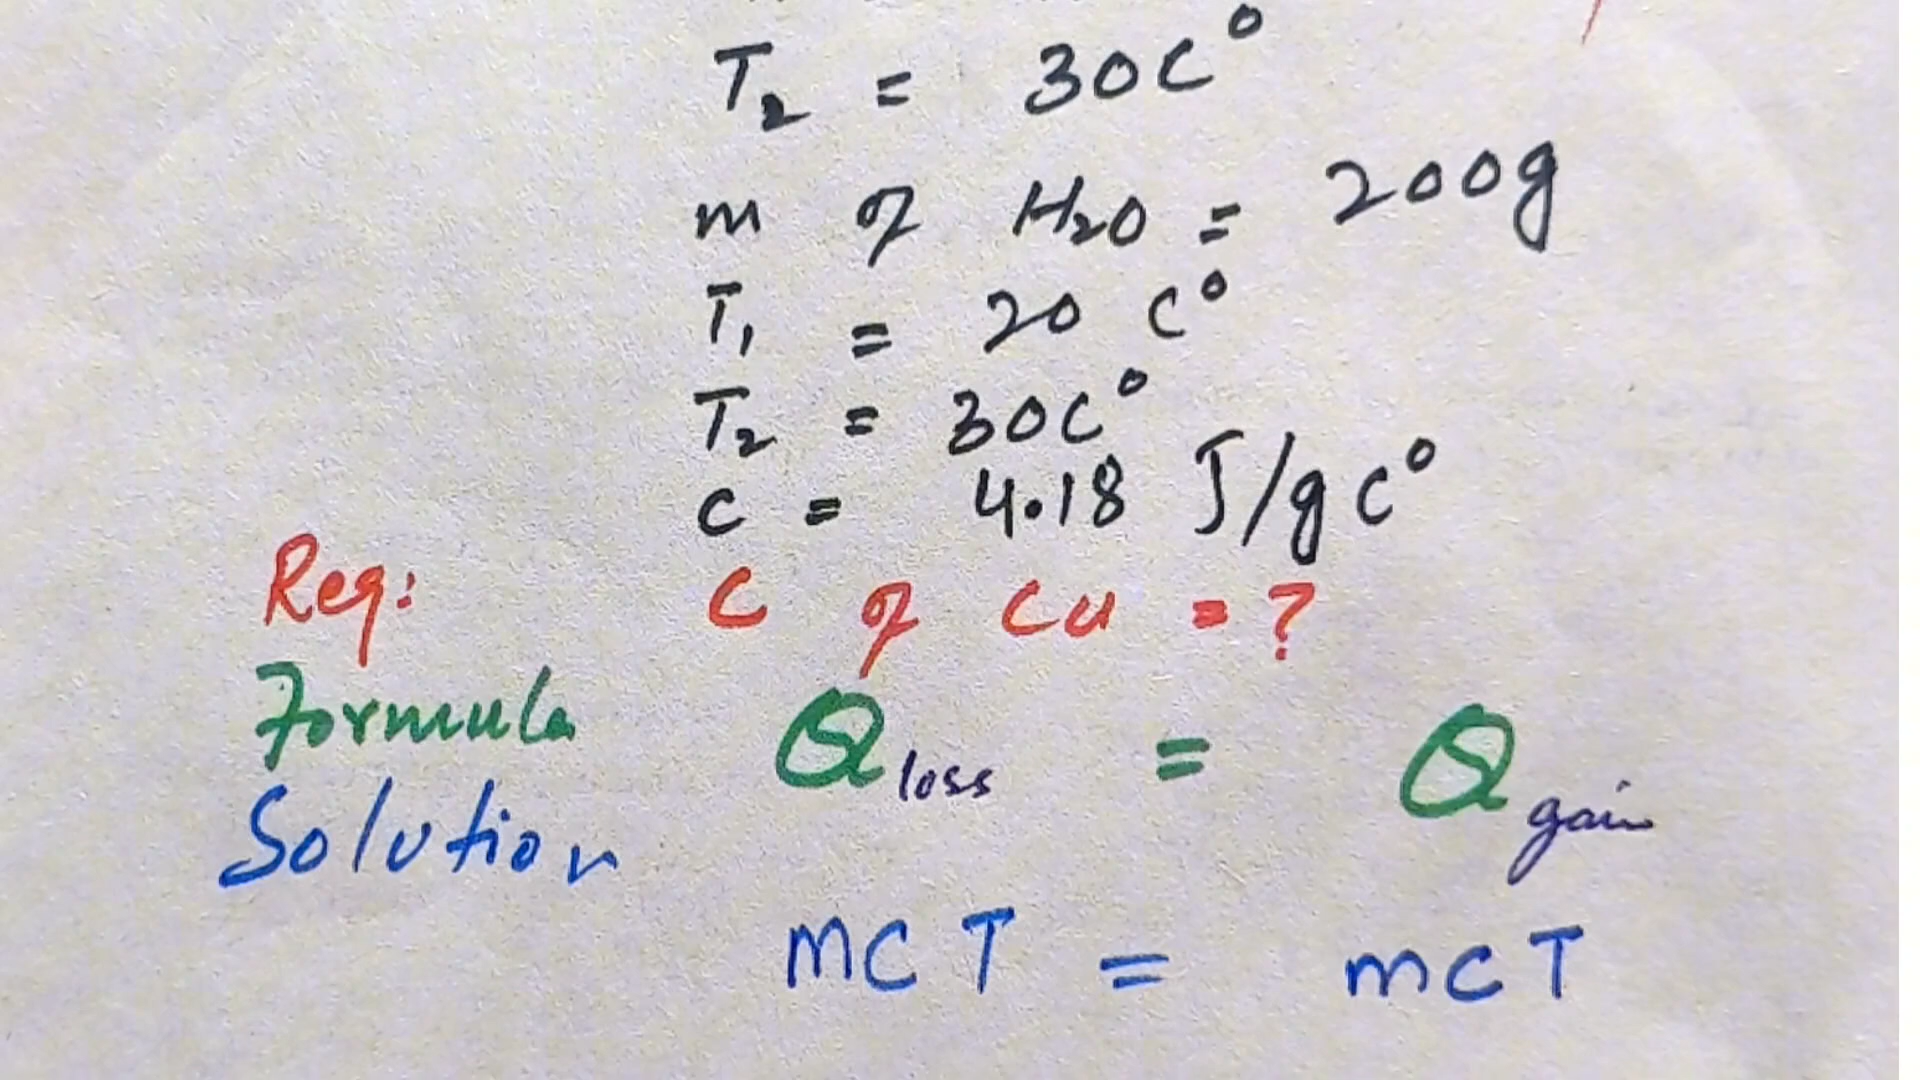 T₂ = 30C°
m of H₂O = 200g
T₁ = 20 C°
T₂ = 30C°
C = 4.18 J/g C°
Req: C of Cu = ?
Formula Q loss = Q gain
Solution
MCT = mCT